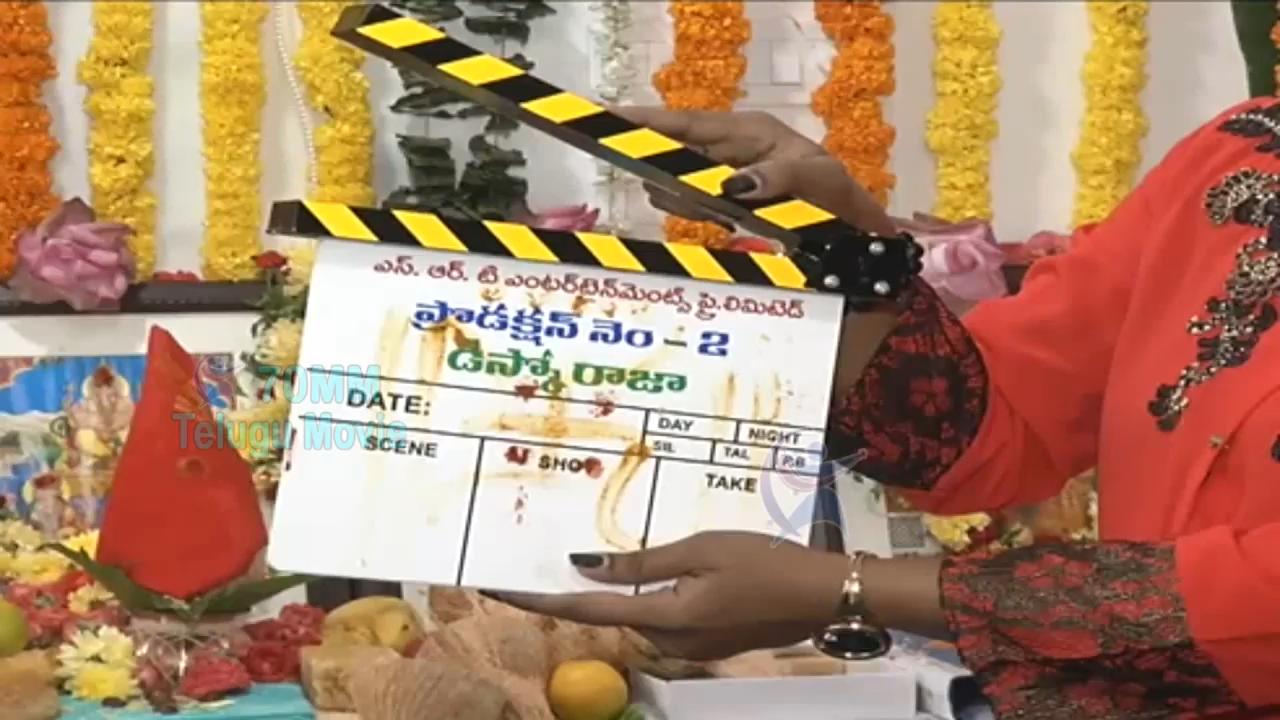 ఎస్. ఆర్. టి ఎంటర్‌టైన్‌మెంట్స్ ప్రై.లిమిటెడ్
ప్రొడక్షన్ నెం - 2
డిస్కో రాజా
DATE:
DAY
NIGHT
SIL
TAL
P.B
SCENE
SHOT
TAKE
70MM
Telugu Movie